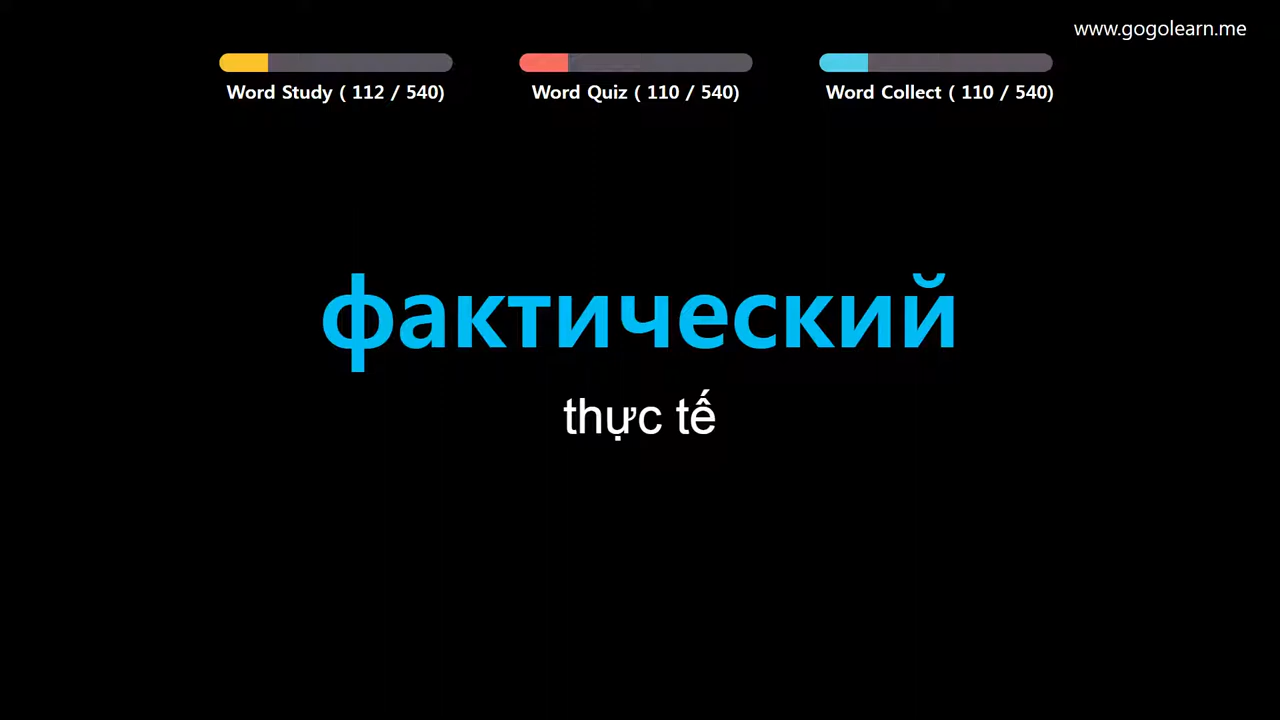 www.gogolearn.me
Word Study ( 112 / 540)
Word Quiz ( 110 / 540)
Word Collect ( 110 / 540)
фактический
thực tế